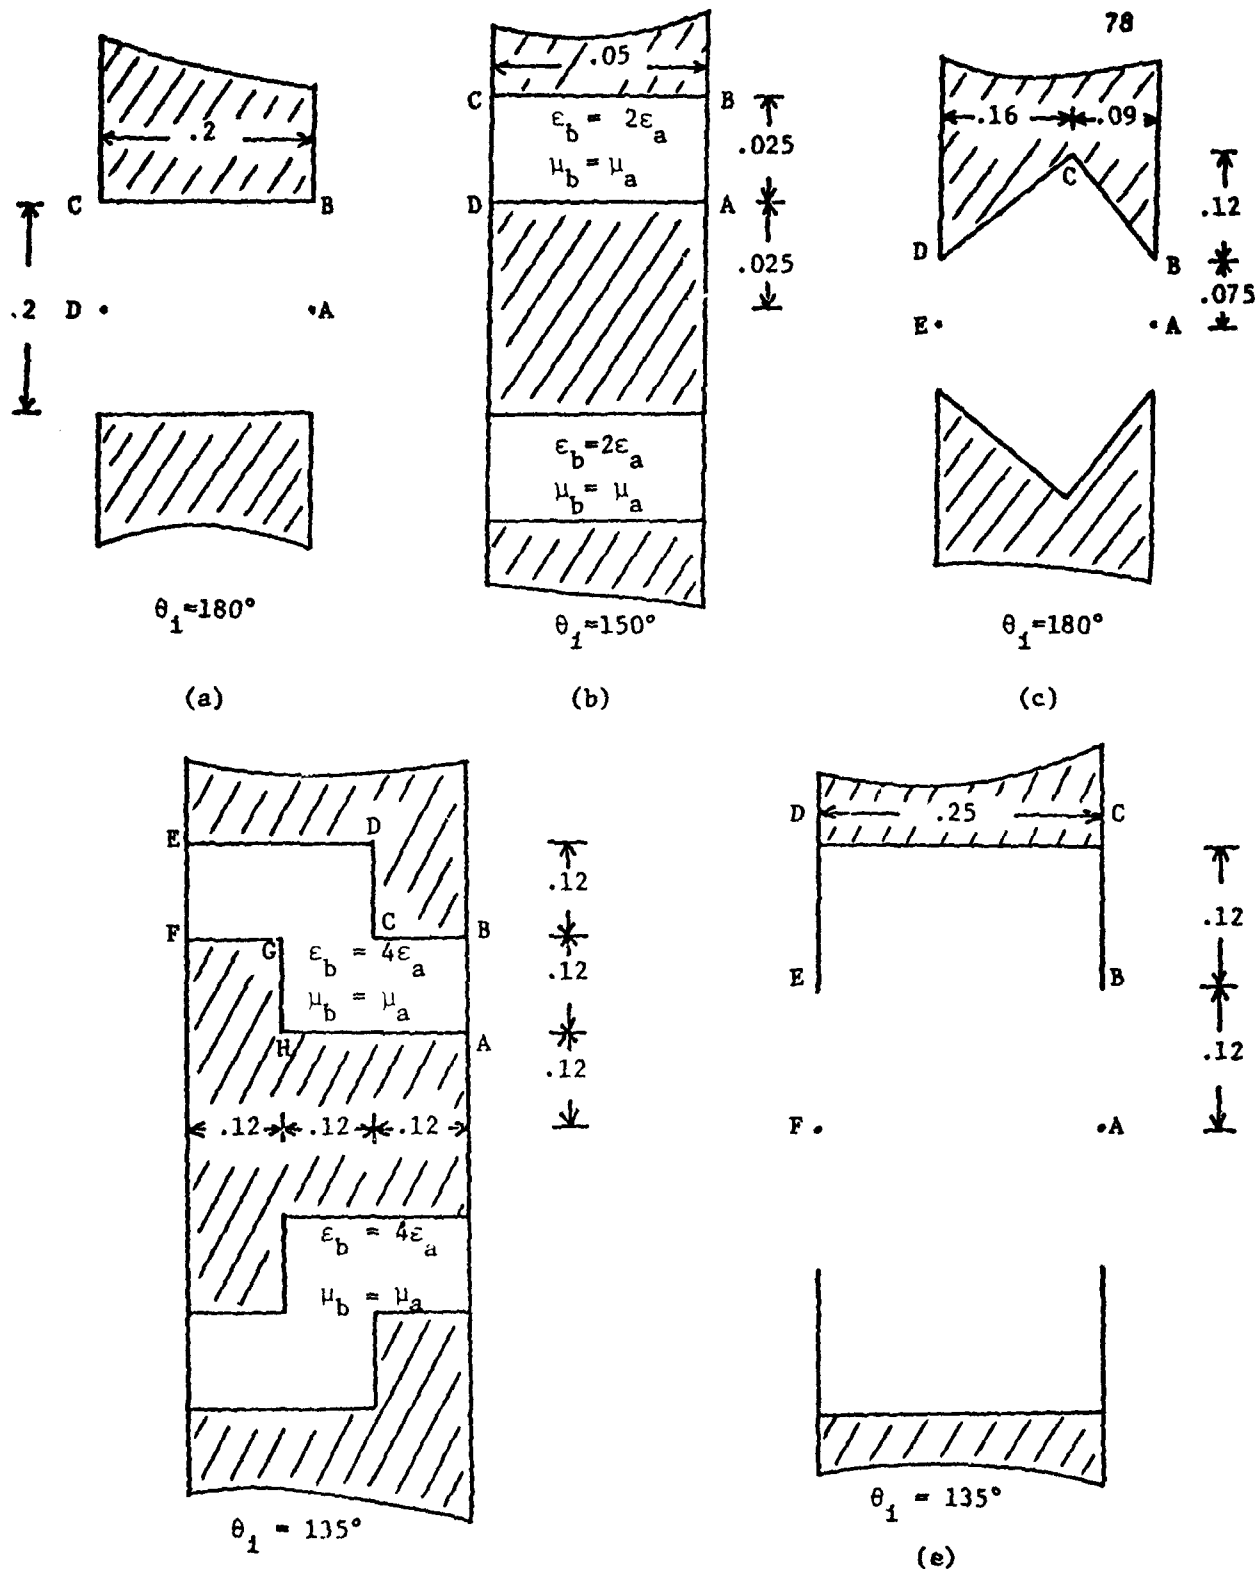 78
.2
C
B
.2
D
A
θi≈180°
(a)
.05
C
B
εb = 2εa
μb = μa
.025
D
A
.025
εb=2εa
μb = μa
θi≈150°
(b)
.16
.09
C
.12
D
B
.075
E
A
θi=180°
(c)
E
D
.12
F
G
C
B
εb = 4εa
μb = μa
.12
H
A
.12
.12
.12
.12
εb = 4εa
μb = μa
θi = 135°
D
.25
C
.12
E
B
.12
F
A
θi = 135°
(e)